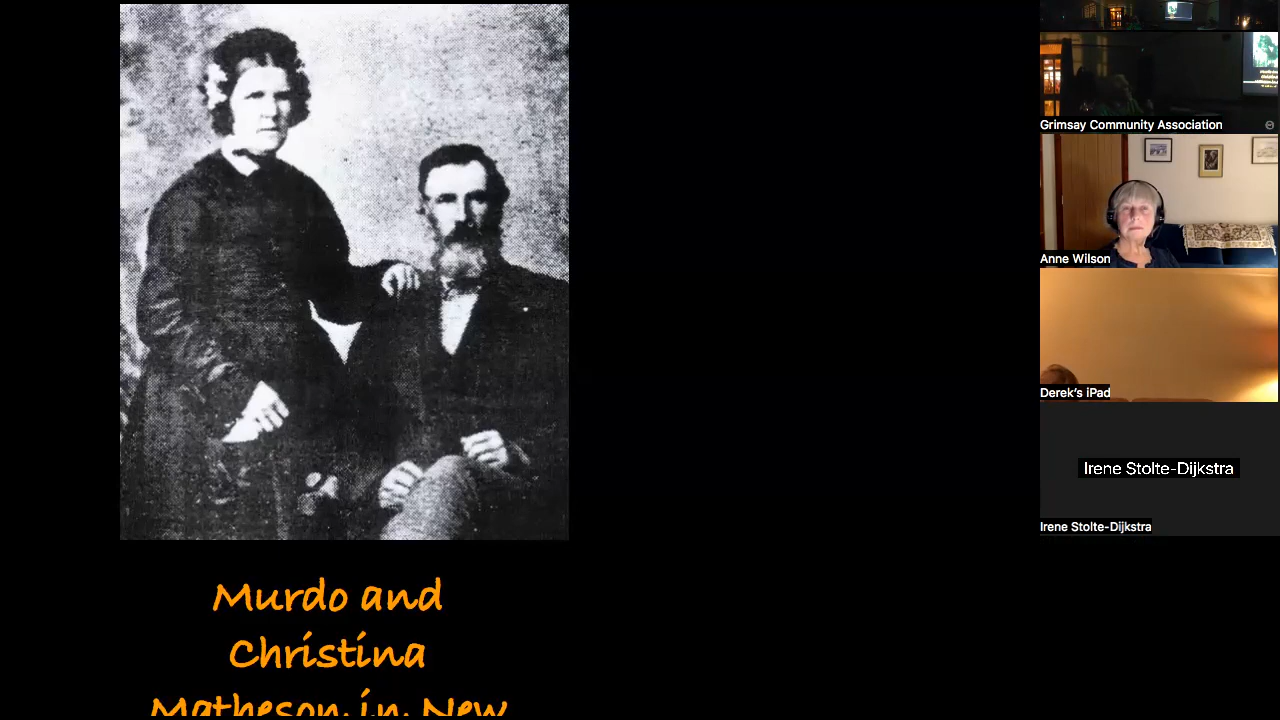 Murdo and
Christina
Matheson in New
Grimsay Community Association
Anne Wilson
Derek's iPad
Irene Stolte-Dijkstra
Irene Stolte-Dijkstra